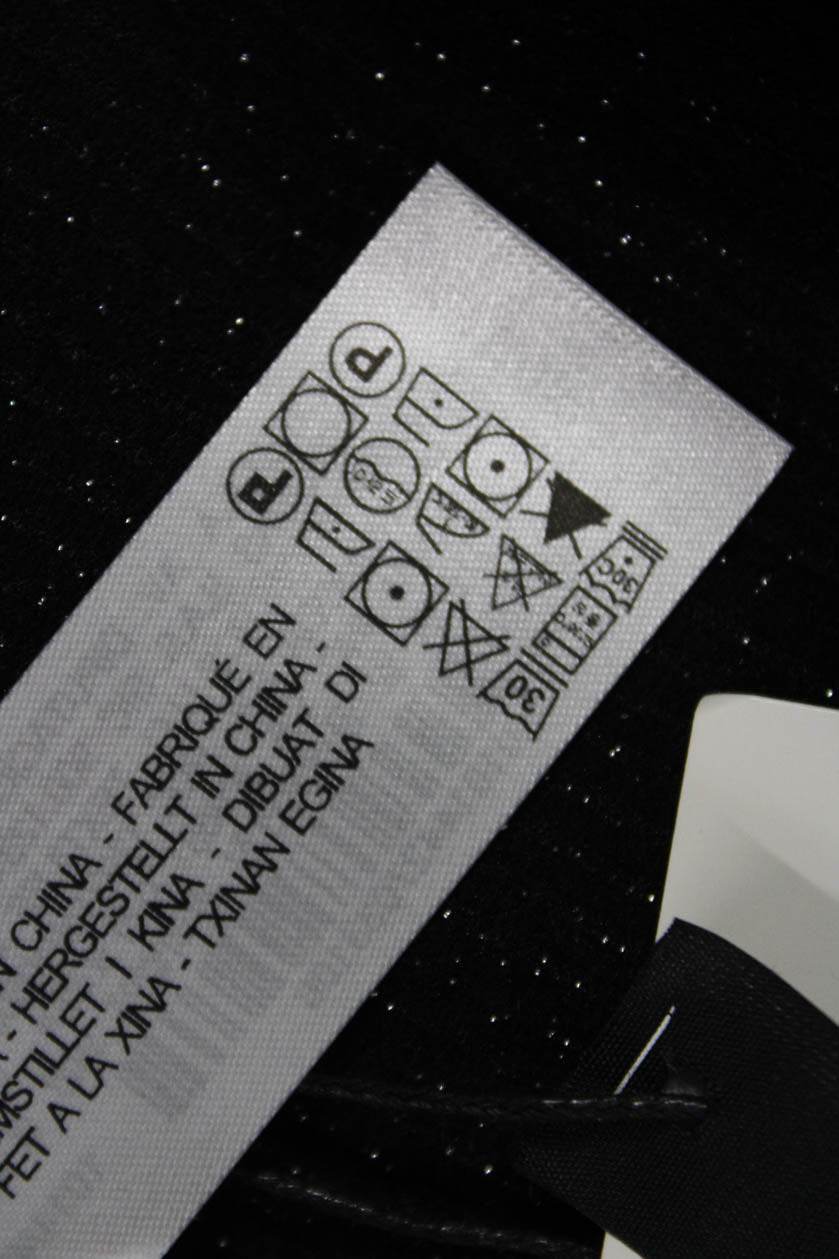 CHINA - FABRIQUÉ EN
- HERGESTELLT IN CHINA -
MSTILLET I KINA - DIBUAT DI
FET A LA XINA - TXINAN EGINA
30
30C
P
P